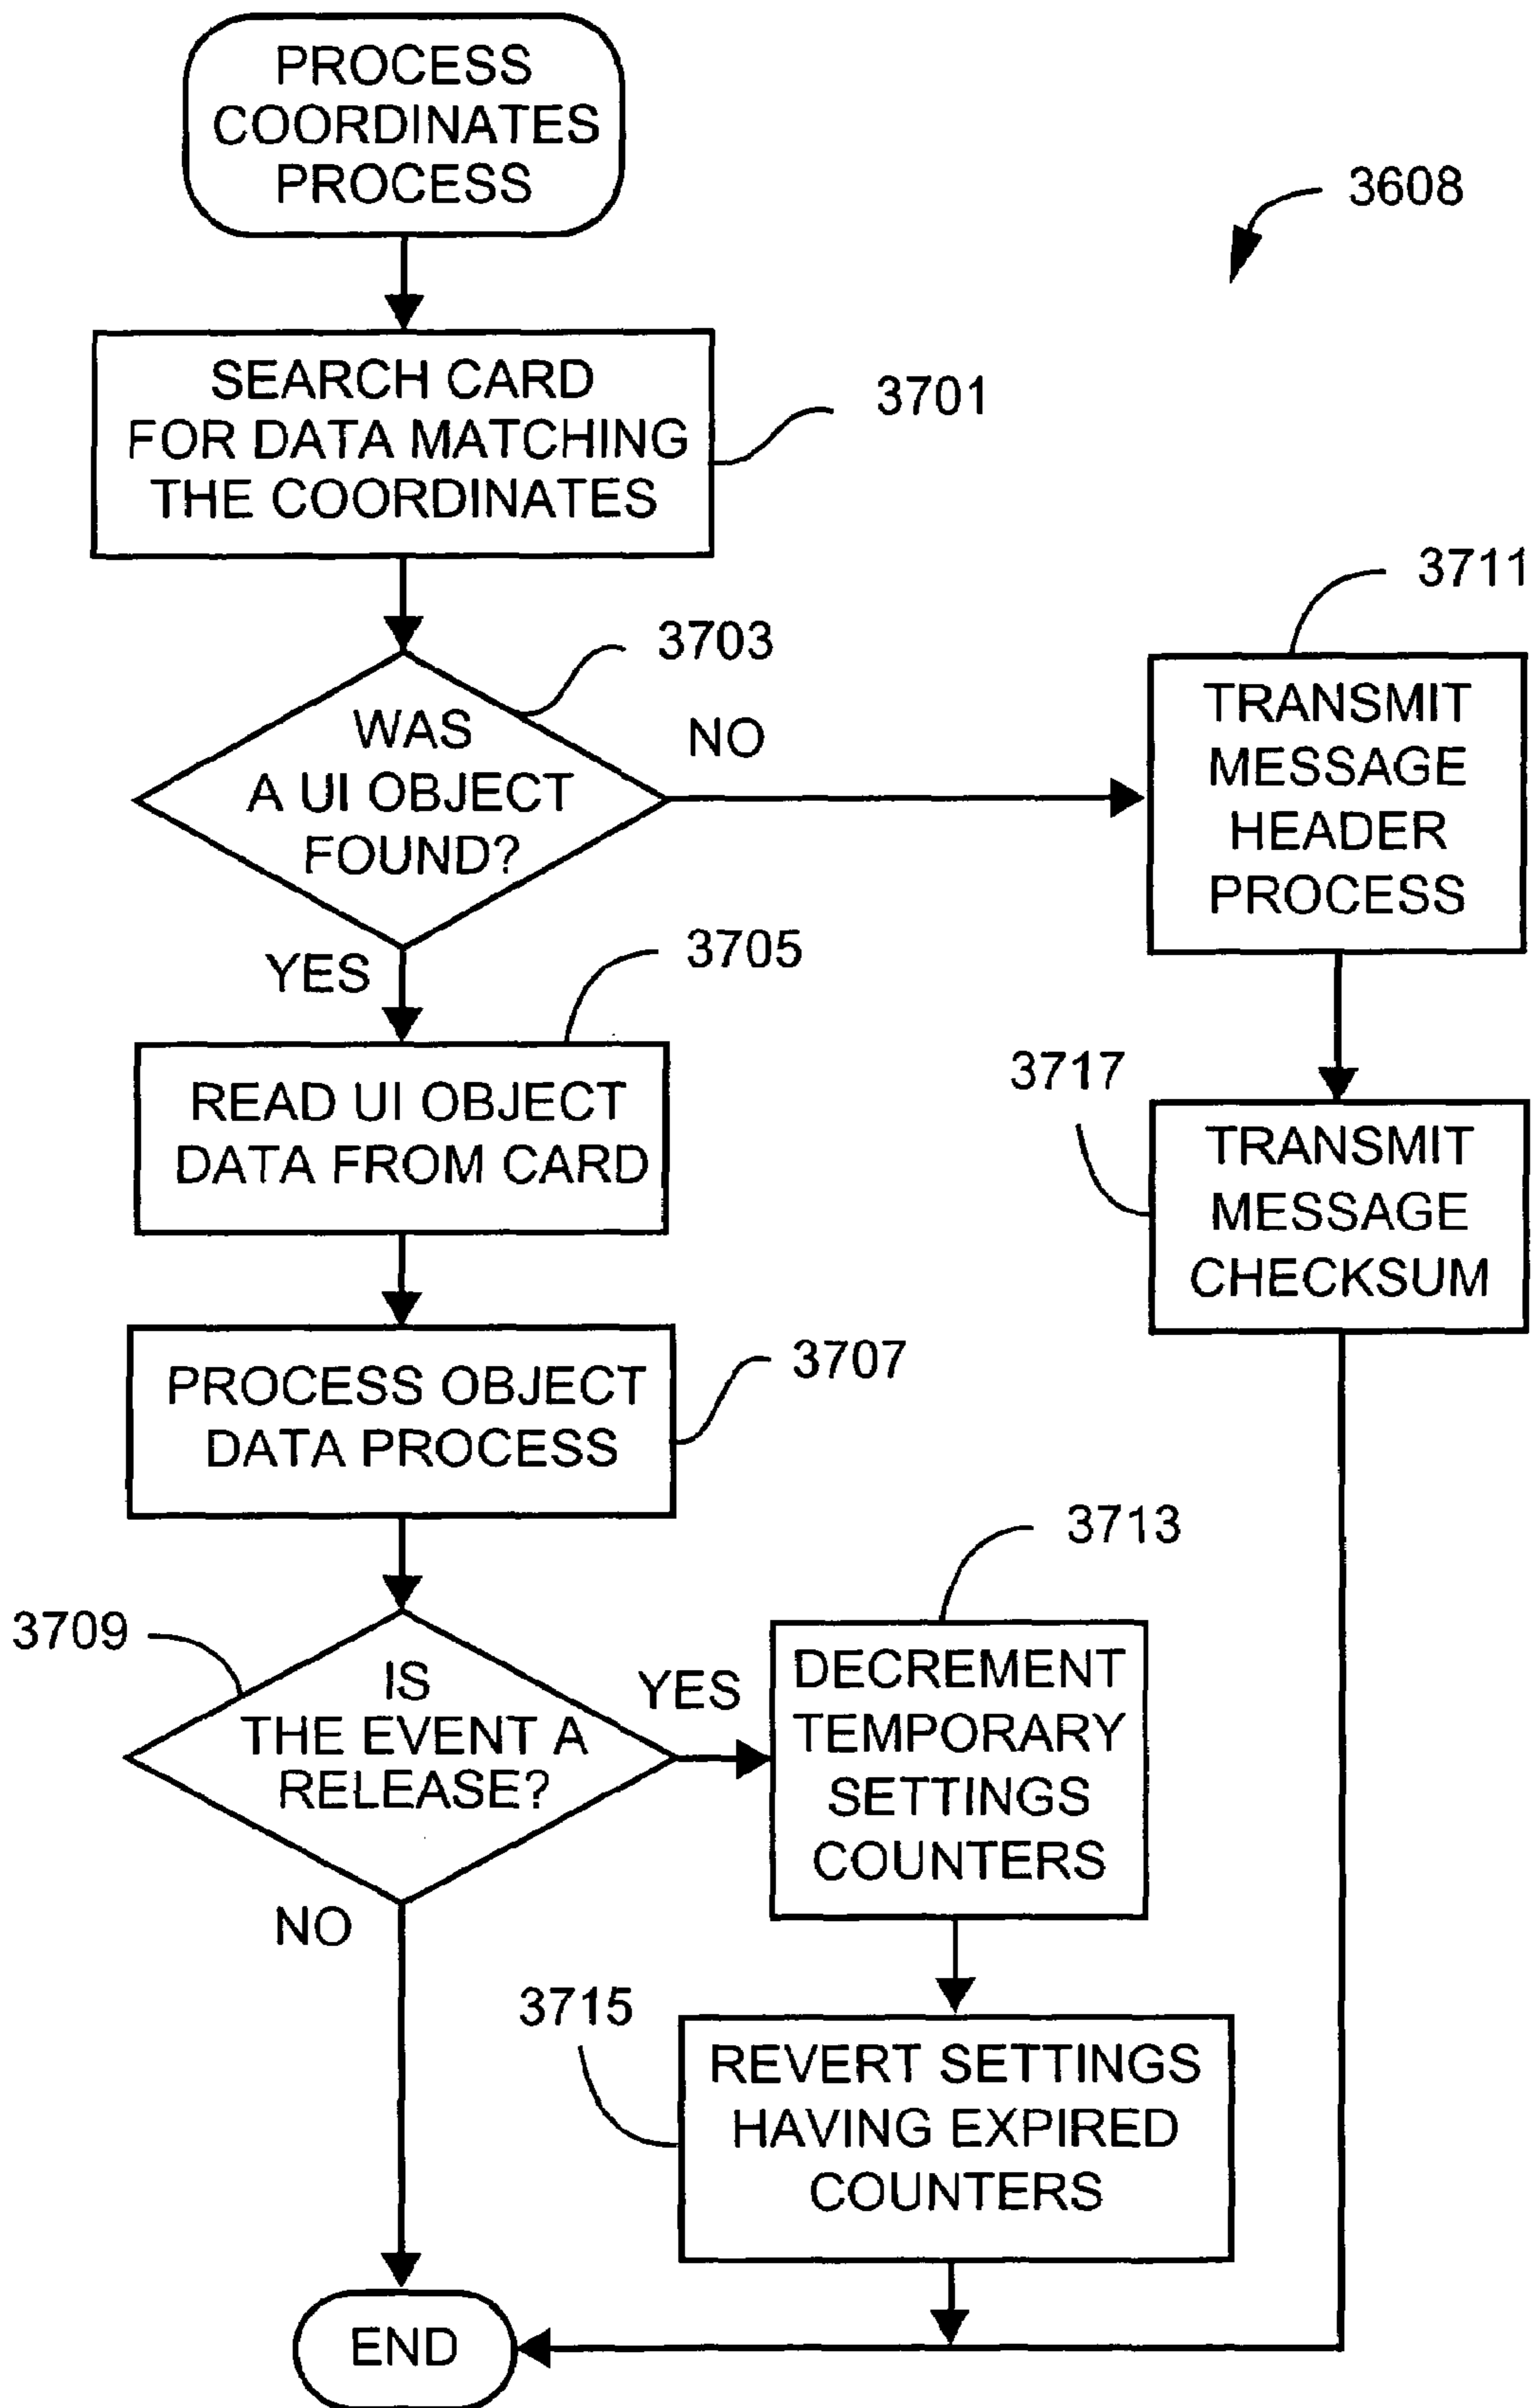 PROCESS
COORDINATES
PROCESS
3608
SEARCH CARD
FOR DATA MATCHING
THE COORDINATES
3701
3703
WAS
A UI OBJECT
FOUND?
NO
YES
3711
TRANSMIT
MESSAGE
HEADER
PROCESS
3705
READ UI OBJECT
DATA FROM CARD
3717
TRANSMIT
MESSAGE
CHECKSUM
PROCESS OBJECT
DATA PROCESS
3707
3709
IS
THE EVENT A
RELEASE?
YES
NO
3713
DECREMENT
TEMPORARY
SETTINGS
COUNTERS
3715
REVERT SETTINGS
HAVING EXPIRED
COUNTERS
END